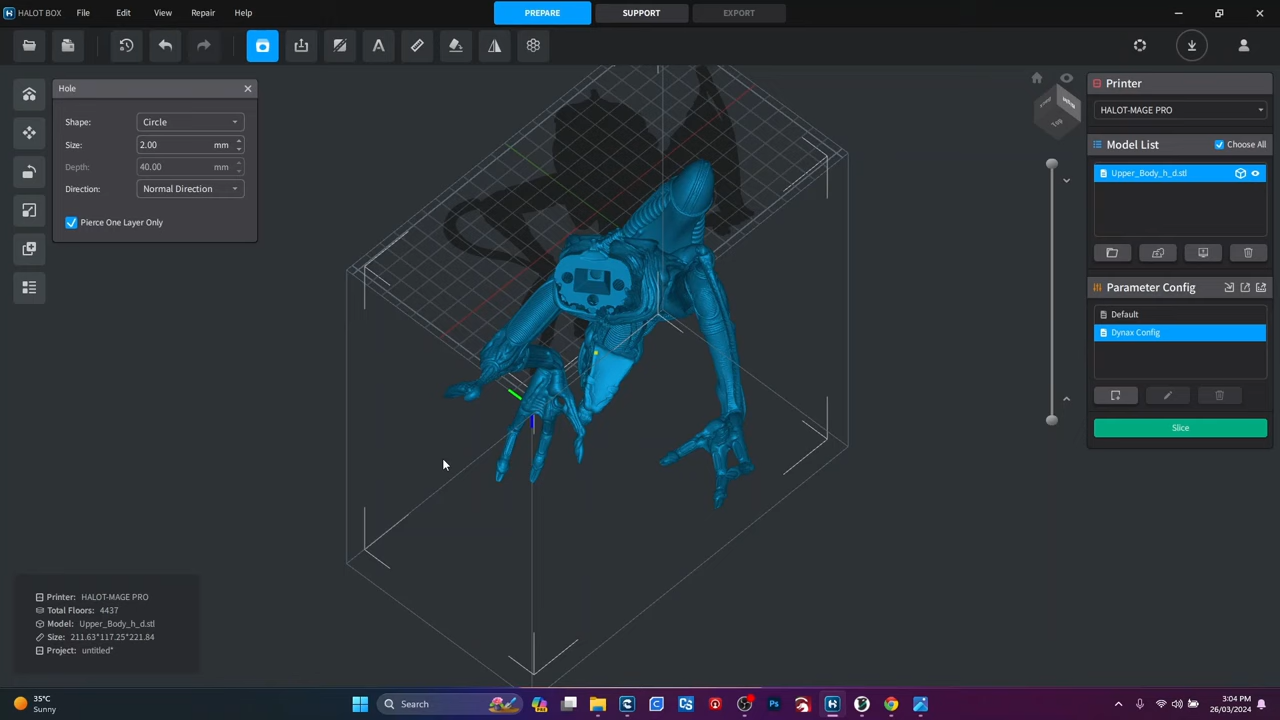 HALOT BOX File Edit View Repair Help
PREPARE SUPPORT EXPORT
Hole
Shape: Circle
Size: 2.00 mm
Depth: 40.00 mm
Direction: Normal Direction
Pierce One Layer Only
Top
Printer
HALOT-MAGE PRO
Model List Choose All
Upper_Body_h_d.stl
Parameter Config
Default
Dynax Config
Slice
Printer: HALOT-MAGE PRO
Total Floors: 4437
Model: Upper_Body_h_d.stl
Size: 211.63*117.25*221.84
Project: untitled*
35°C
Sunny
Search
3:04 PM
26/03/2024